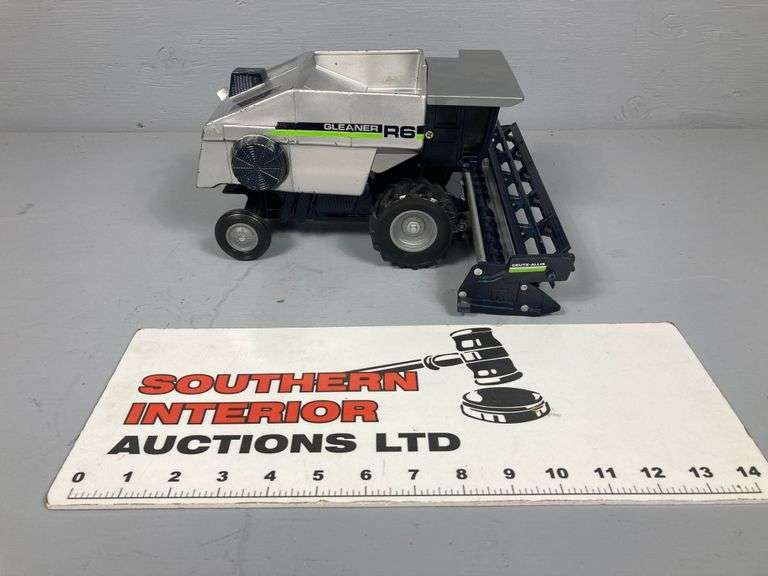 GLEANER R6
DEUTZ-ALLIS
SOUTHERN
INTERIOR
AUCTIONS LTD
0 1 2 3 4 5 6 7 8 9 10 11 12 13 14